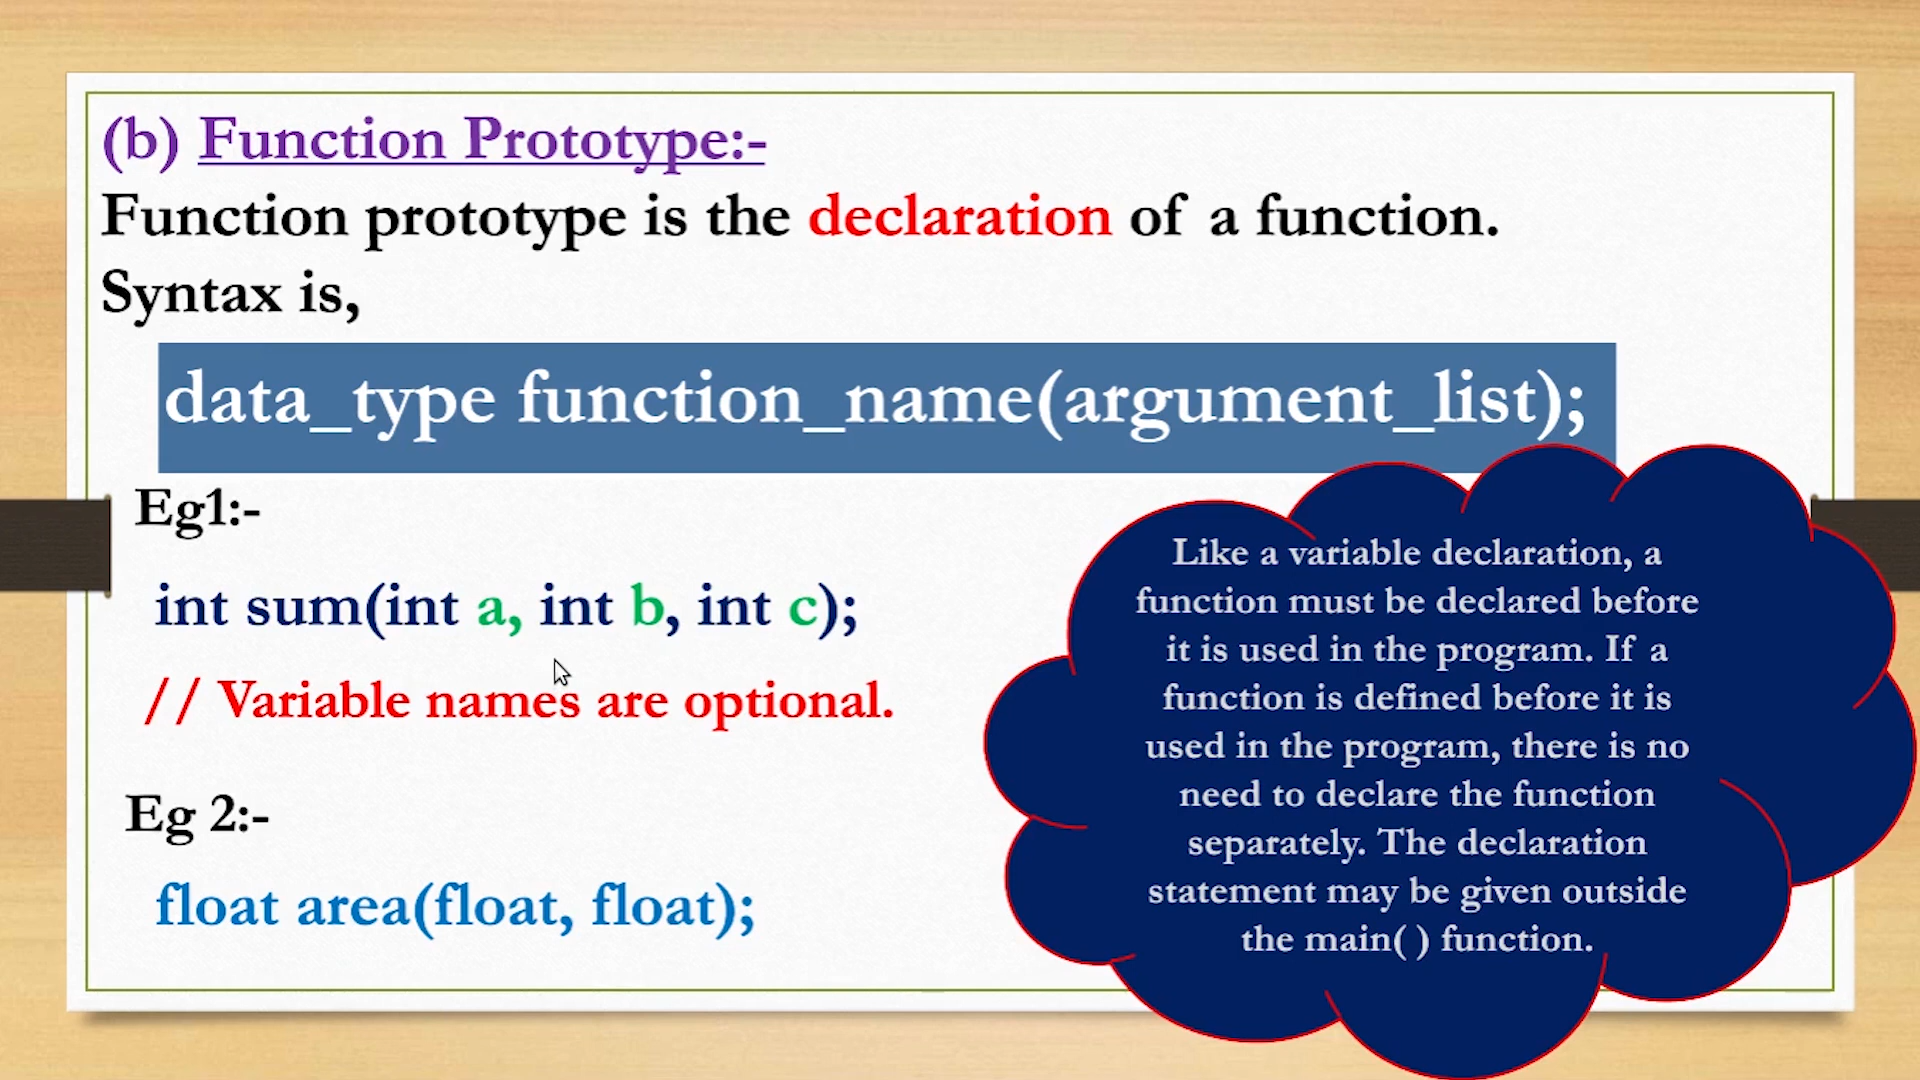 (b) Function Prototype:-
Function prototype is the declaration of a function.
Syntax is,
data_type function_name(argument_list);
Eg1:-
int sum(int a, int b, int c);
// Variable names are optional.
Eg 2:-
float area(float, float);
Like a variable declaration, a
function must be declared before
it is used in the program. If a
function is defined before it is
used in the program, there is no
need to declare the function
separately. The declaration
statement may be given outside
the main( ) function.